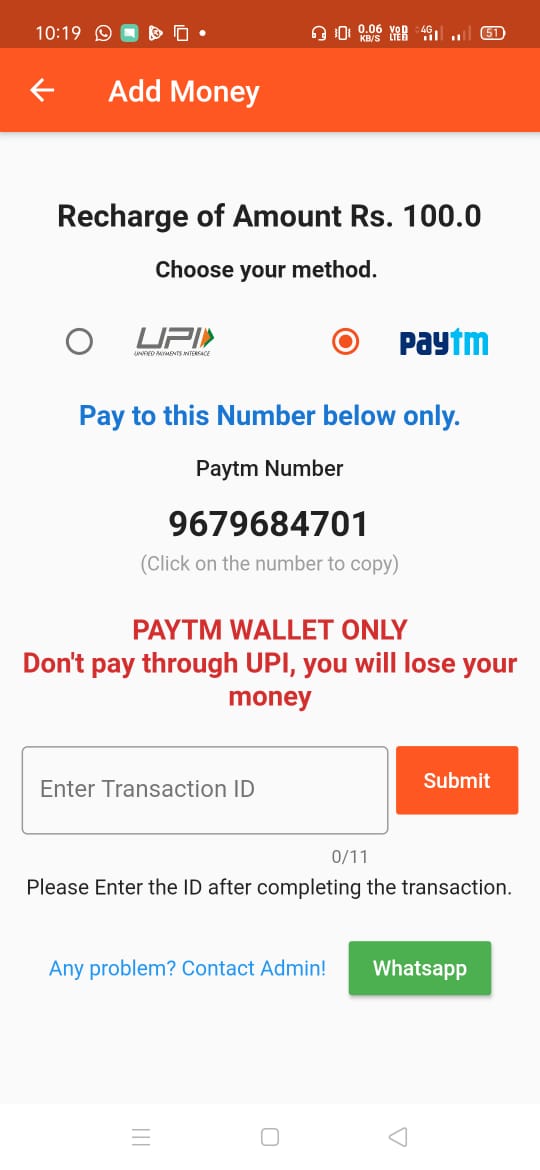 10:19
0.06 KB/S VoD LTE 4G 51
Add Money
Recharge of Amount Rs. 100.0
Choose your method.
UPI
UNIFIED PAYMENTS INTERFACE
paytm
Pay to this Number below only.
Paytm Number
9679684701
(Click on the number to copy)
PAYTM WALLET ONLY
Don't pay through UPI, you will lose your
money
Enter Transaction ID
Submit
0/11
Please Enter the ID after completing the transaction.
Any problem? Contact Admin!
Whatsapp